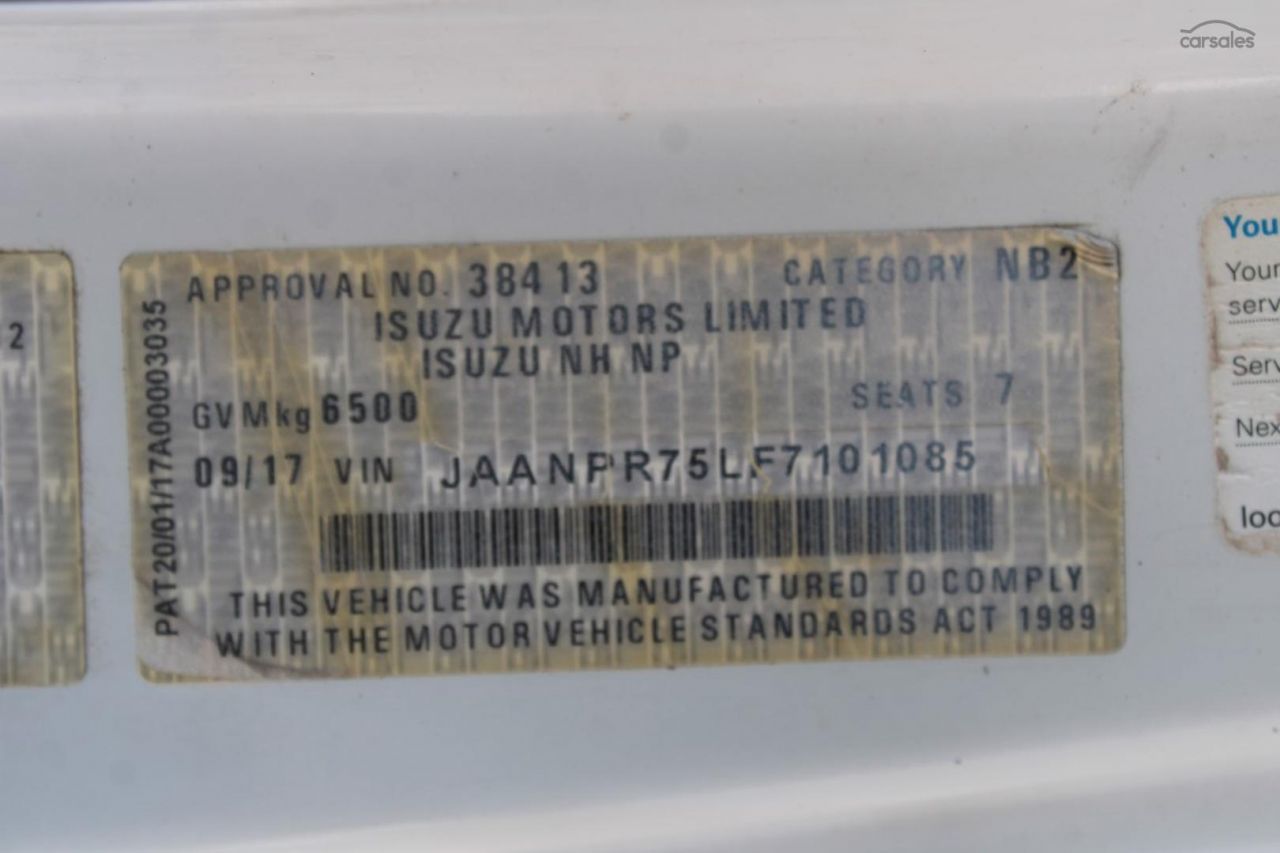 carsales
2
PAT20/01/17A00003035
APPROVAL NO. 38413 CATEGORY NB2
ISUZU MOTORS LIMITED
ISUZU NH NP
GVMkg 6500 SEATS 7
09/17 VIN JAANPR75LF7101085
THIS VEHICLE WAS MANUFACTURED TO COMPLY
WITH THE MOTOR VEHICLE STANDARDS ACT 1989
You
Your
serv
Serv
Nex
loc